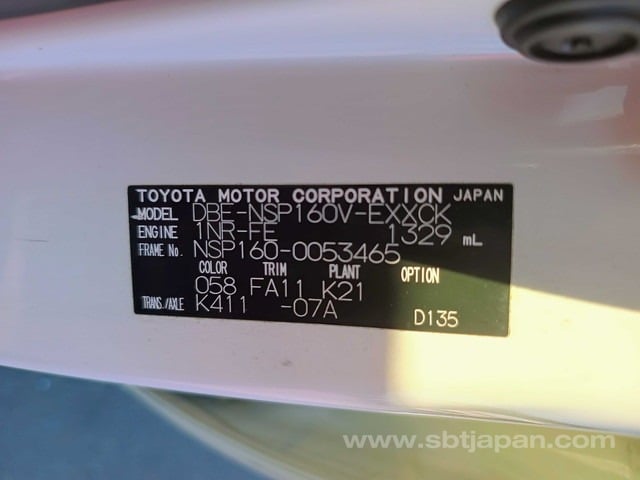 TOYOTA MOTOR CORPORATION JAPAN
MODEL DBE-NSP160V-EXXCK
ENGINE 1NR-FE 1329 mL
FRAME No. NSP160-0053465
COLOR TRIM PLANT OPTION
058 FA11 K21
TRANS./AXLE K411 -07A D135
www.sbtjapan.com